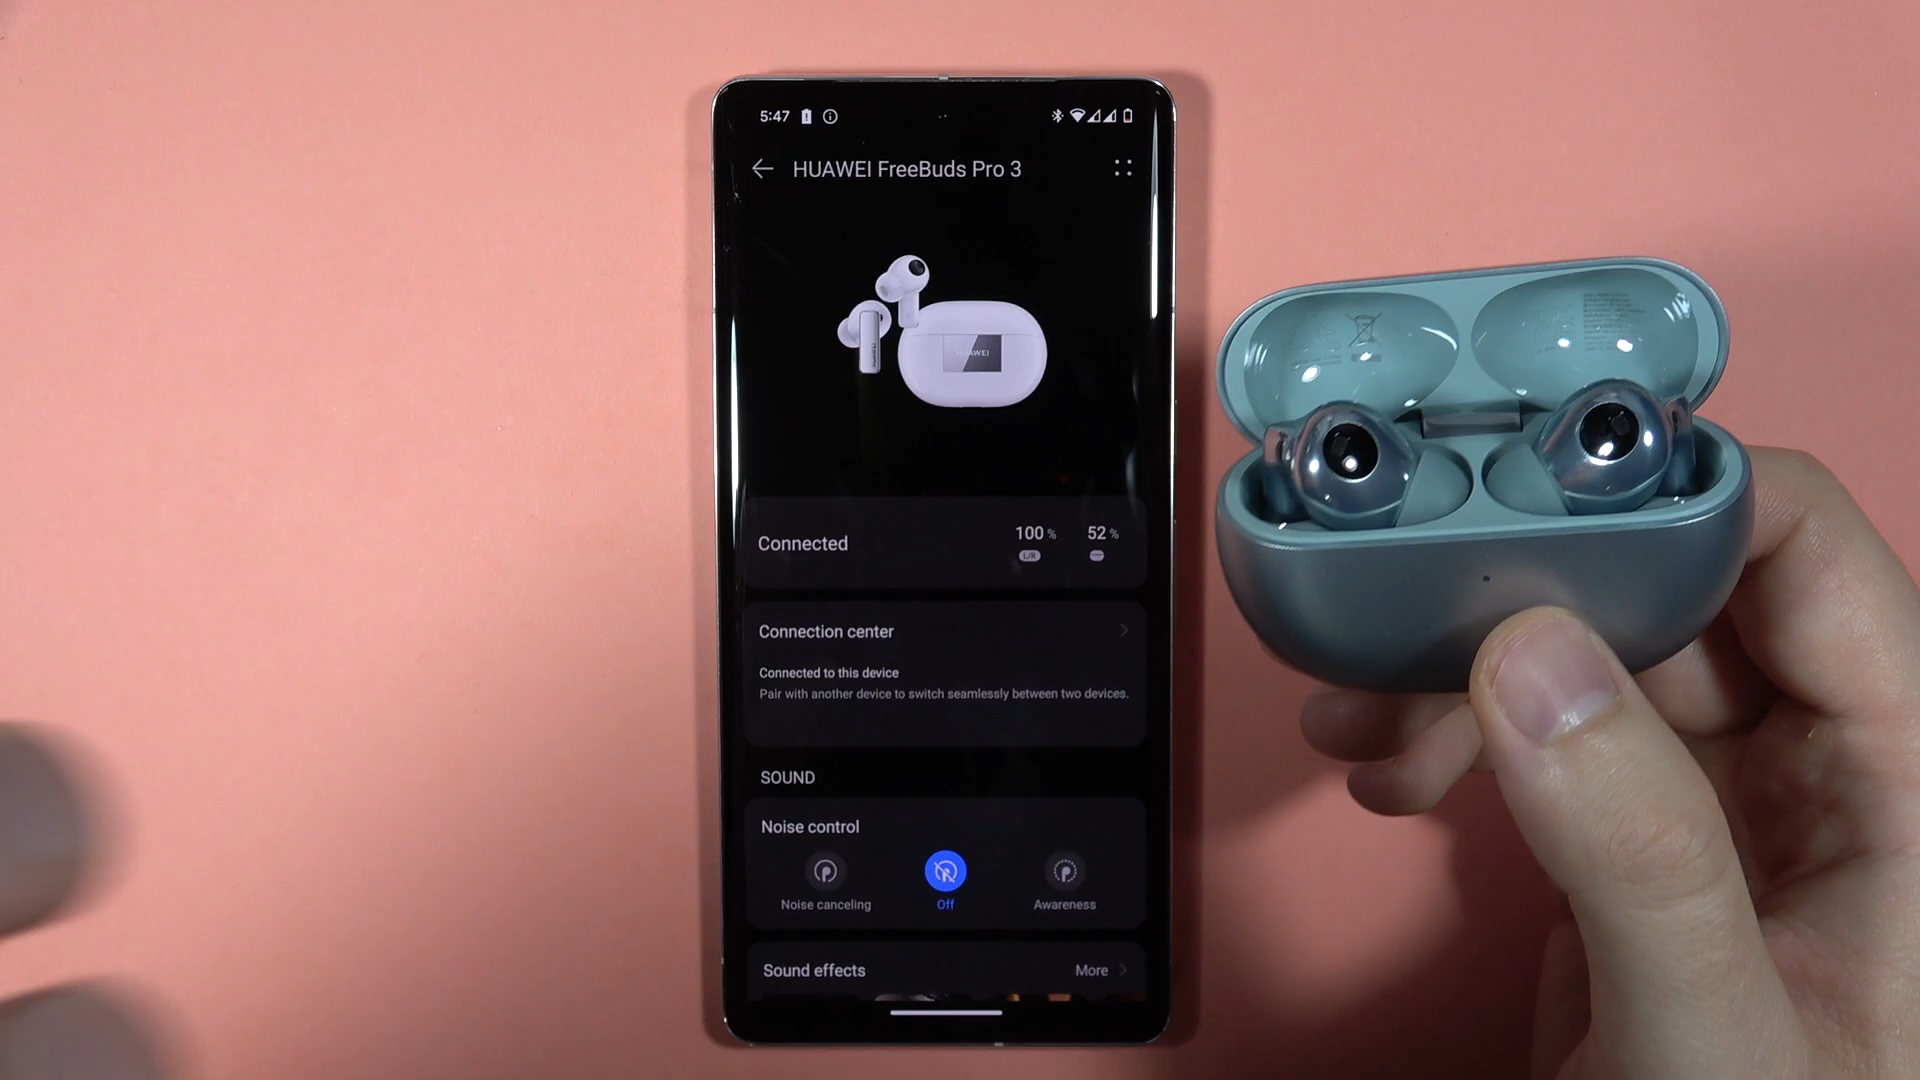 5:47
HUAWEI FreeBuds Pro 3
HUAWEI
Connected
100 %
52 %
L/R
Connection center
Connected to this device
Pair with another device to switch seamlessly between two devices.
SOUND
Noise control
Noise canceling
Off
Awareness
Sound effects
More